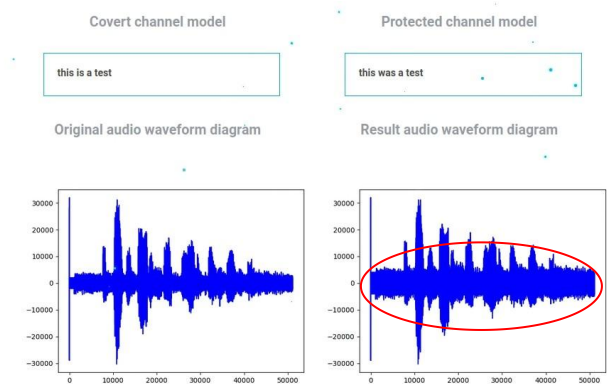 Covert channel model
Protected channel model
this is a test
this was a test
Original audio waveform diagram
Result audio waveform diagram
30000
20000
10000
0
−10000
−20000
−30000
0 10000 20000 30000 40000 50000
30000
20000
10000
0
−10000
−20000
−30000
0 10000 20000 30000 40000 50000